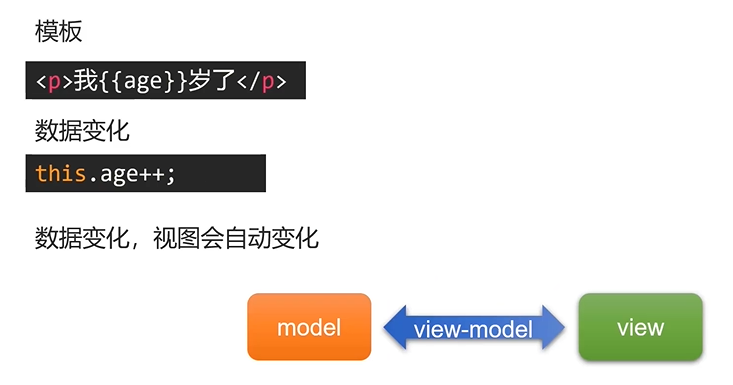 模板
<p>我{{age}}岁了</p>
数据变化
this.age++;
数据变化，视图会自动变化
model
view-model
view